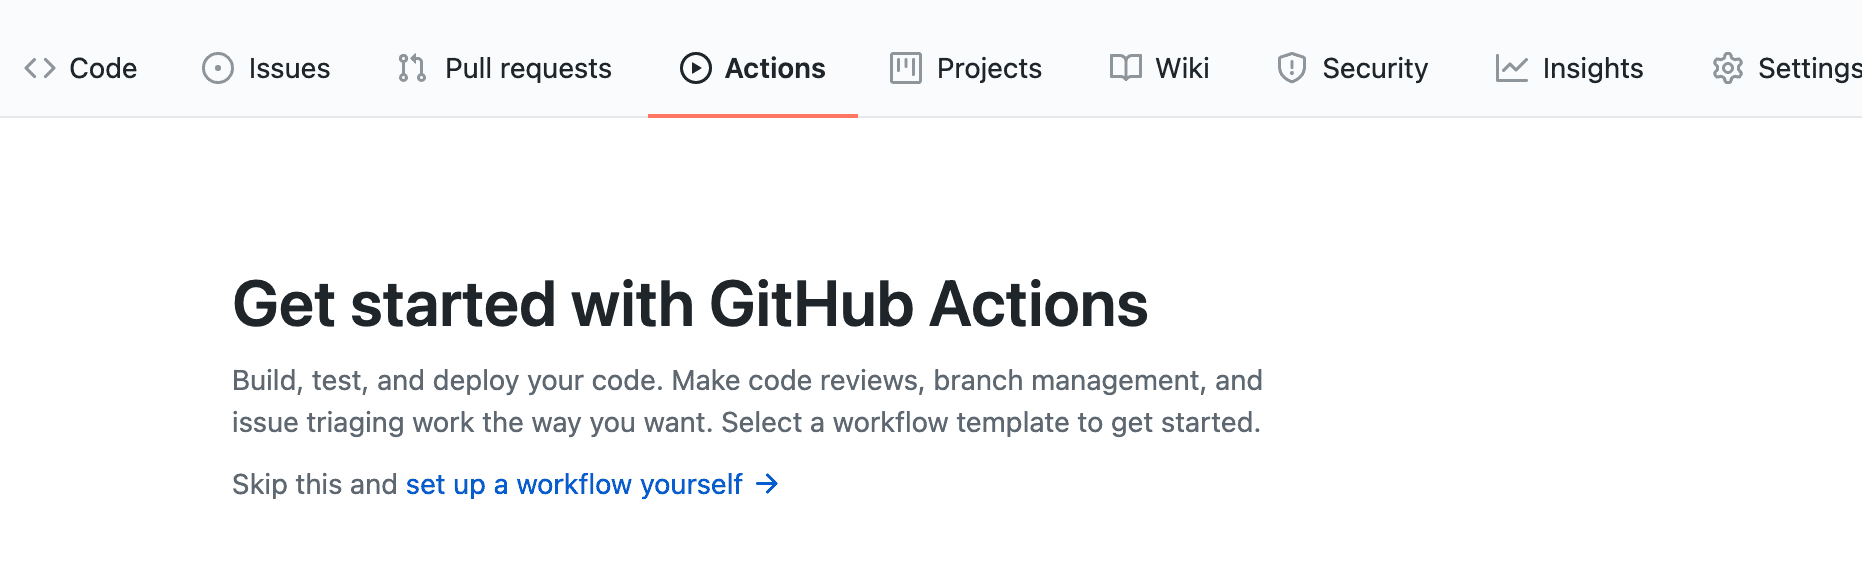 Code Issues Pull requests Actions Projects Wiki Security Insights Settings
Get started with GitHub Actions
Build, test, and deploy your code. Make code reviews, branch management, and
issue triaging work the way you want. Select a workflow template to get started.
Skip this and set up a workflow yourself →